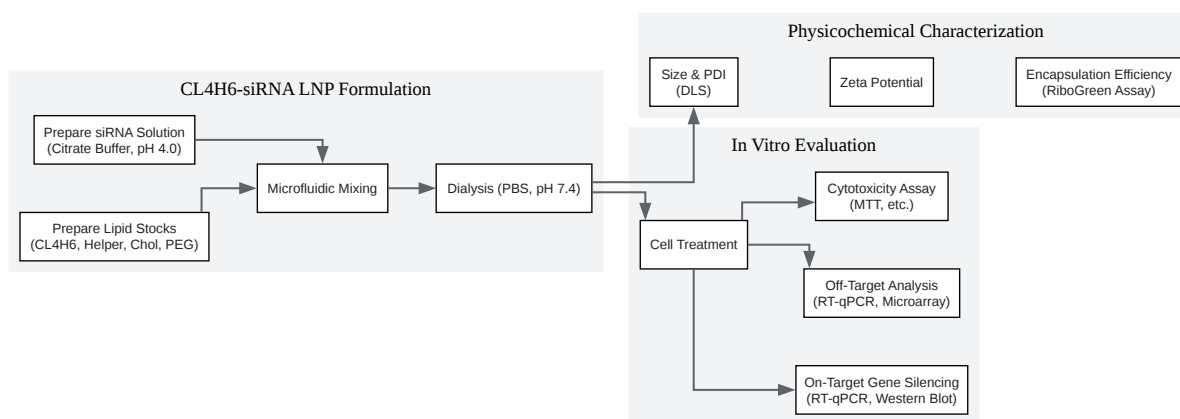 CL4H6-siRNA LNP Formulation
Prepare siRNA Solution
(Citrate Buffer, pH 4.0)
Prepare Lipid Stocks
(CL4H6, Helper, Chol, PEG)
Microfluidic Mixing
Dialysis (PBS, pH 7.4)
Physicochemical Characterization
Size & PDI
(DLS)
Zeta Potential
Encapsulation Efficiency
(RiboGreen Assay)
In Vitro Evaluation
Cell Treatment
Cytotoxicity Assay
(MTT, etc.)
Off-Target Analysis
(RT-qPCR, Microarray)
On-Target Gene Silencing
(RT-qPCR, Western Blot)